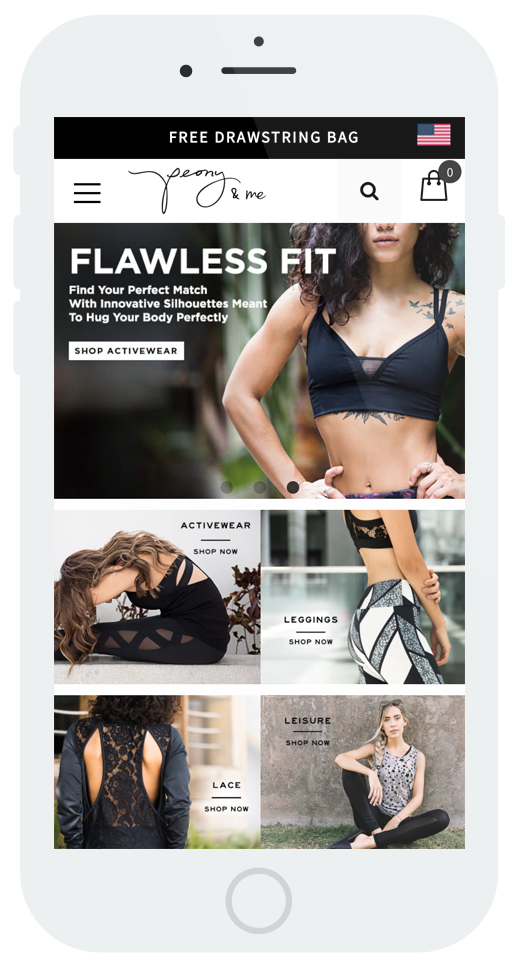 FREE DRAWSTRING BAG
Peony
& me
0
FLAWLESS FIT
Find Your Perfect Match
With Innovative Silhouettes Meant
To Hug Your Body Perfectly
SHOP ACTIVEWEAR
ACTIVEWEAR
SHOP NOW
LEGGINGS
SHOP NOW
LACE
SHOP NOW
LEISURE
SHOP NOW